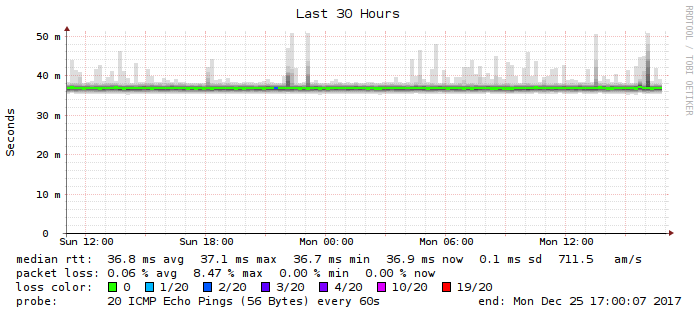 Last 30 Hours
RRDTOOL / TOBI OETIKER
Seconds
50 m
40 m
30 m
20 m
10 m
0
Sun 12:00 Sun 18:00 Mon 00:00 Mon 06:00 Mon 12:00
median rtt: 36.8 ms avg 37.1 ms max 36.7 ms min 36.9 ms now 0.1 ms sd 711.5 am/s
packet loss: 0.06 % avg 8.47 % max 0.00 % min 0.00 % now
loss color: 0 1/20 2/20 3/20 4/20 10/20 19/20
probe: 20 ICMP Echo Pings (56 Bytes) every 60s end: Mon Dec 25 17:00:07 2017